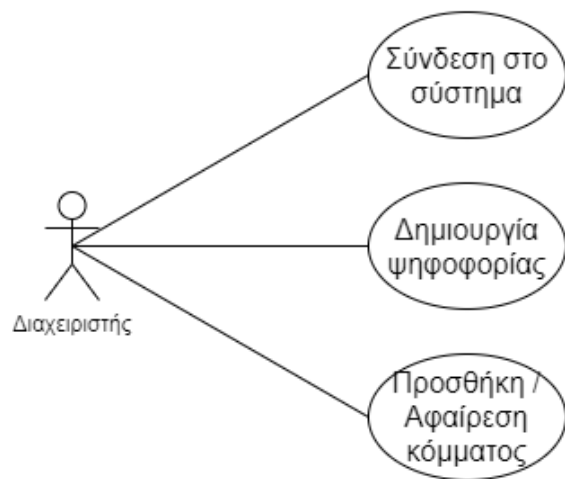 Σύνδεση στο
σύστημα
Δημιουργία
ψηφοφορίας
Διαχειριστής
Προσθήκη /
Αφαίρεση
κόμματος